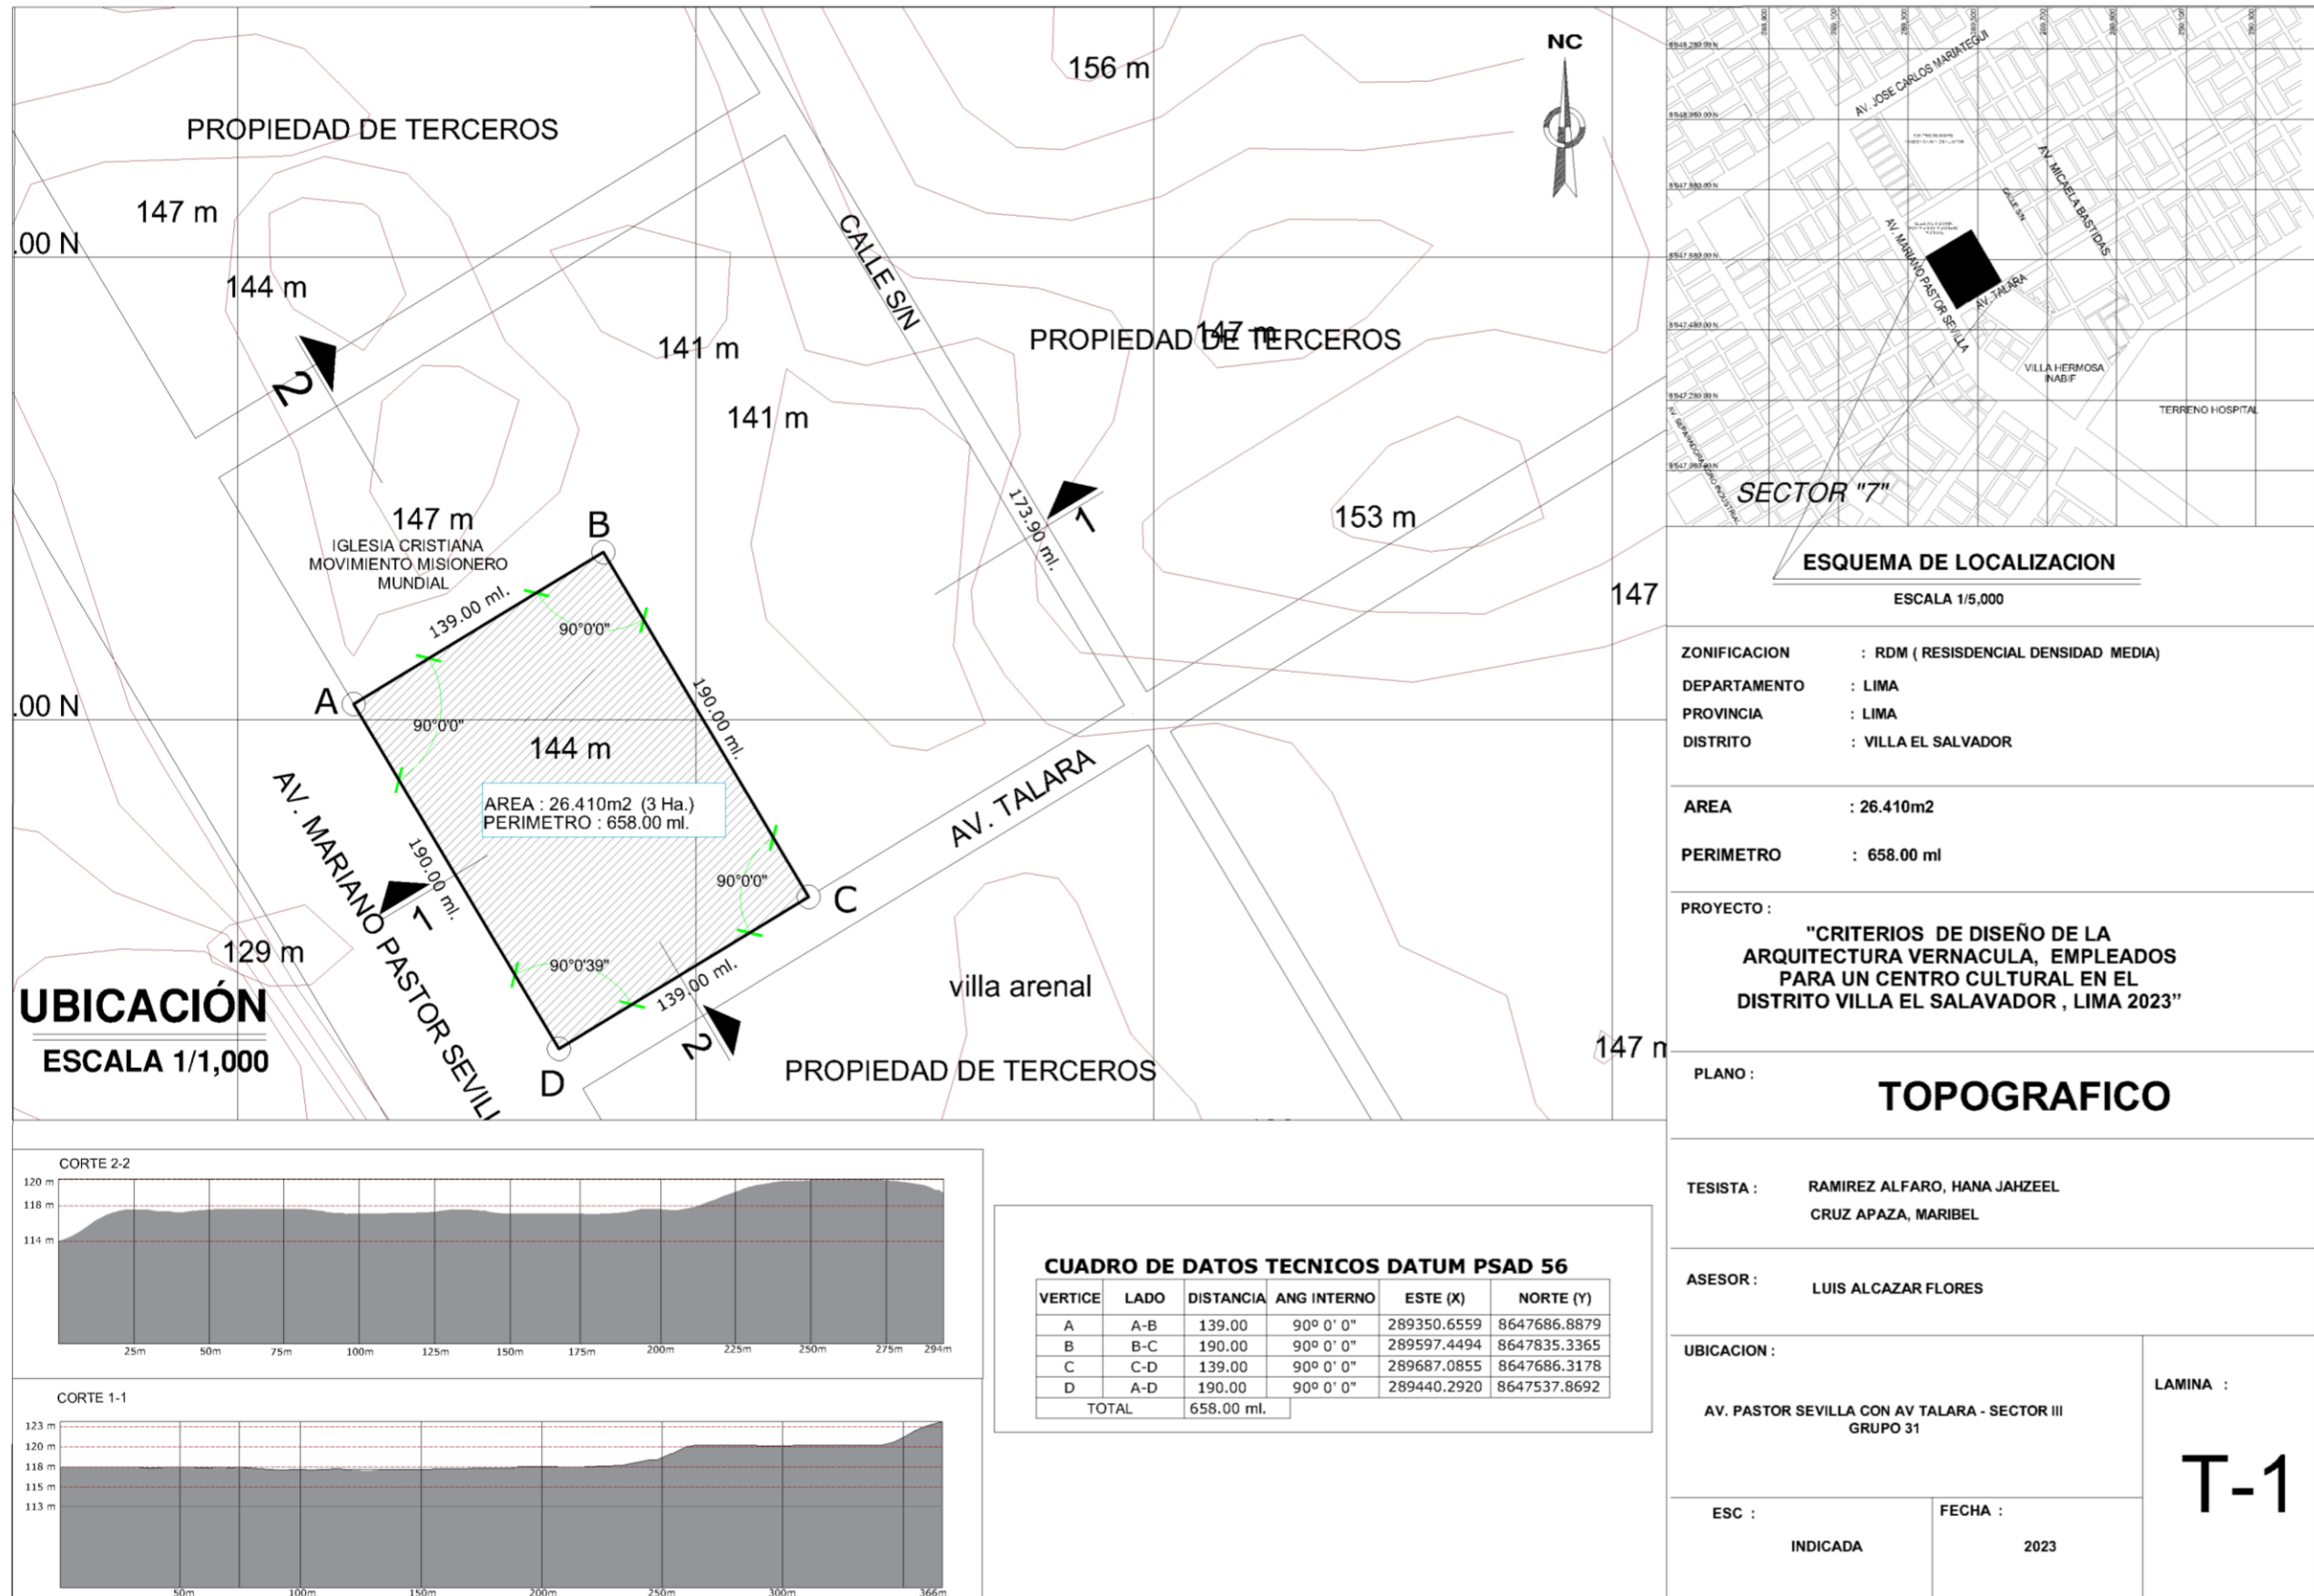 156 m
NC
PROPIEDAD DE TERCEROS
147 m
.00 N
144 m
CALLE S/N
141 m
PROPIEDAD DE TERCEROS
147 m
2
141 m
173.90 ml.
1
153 m
147 m
IGLESIA CRISTIANA
MOVIMIENTO MISIONERO
MUNDIAL
B
139.00 ml.
90°0'0"
147
A
.00 N
90°0'0"
190.00 ml.
144 m
AREA : 26.410m2 (3 Ha.)
PERIMETRO : 658.00 ml.
AV. TALARA
AV. MARIANO PASTOR SEVILL
190.00 ml.
1
90°0'0"
C
129 m
90°0'39"
139.00 ml.
villa arenal
2
D
147 m
PROPIEDAD DE TERCEROS
UBICACIÓN
ESCALA 1/1,000
AV. JOSE CARLOS MARIATEGUI
AV. MICAELA BASTIDAS
CALLE S/N
AV. MARIANO PASTOR SEVILLA
AV. TALARA
VILLA HERMOSA
INABIF
TERRENO HOSPITAL
SECTOR "7"
ESQUEMA DE LOCALIZACION
ESCALA 1/5,000
ZONIFICACION : RDM ( RESISDENCIAL DENSIDAD MEDIA)
DEPARTAMENTO : LIMA
PROVINCIA : LIMA
DISTRITO : VILLA EL SALVADOR
AREA : 26.410m2
PERIMETRO : 658.00 ml
PROYECTO :
"CRITERIOS DE DISEÑO DE LA
ARQUITECTURA VERNACULA, EMPLEADOS
PARA UN CENTRO CULTURAL EN EL
DISTRITO VILLA EL SALAVADOR , LIMA 2023”
PLANO :
TOPOGRAFICO
TESISTA : RAMIREZ ALFARO, HANA JAHZEEL
CRUZ APAZA, MARIBEL
ASESOR : LUIS ALCAZAR FLORES
UBICACION :
AV. PASTOR SEVILLA CON AV TALARA - SECTOR III
GRUPO 31
LAMINA :
T-1
ESC :
INDICADA
FECHA :
2023
CORTE 2-2
120 m
118 m
114 m
25m 50m 75m 100m 125m 150m 175m 200m 225m 250m 275m 294m
CORTE 1-1
123 m
120 m
118 m
115 m
113 m
50m 100m 150m 200m 250m 300m 366m
CUADRO DE DATOS TECNICOS DATUM PSAD 56
VERTICE LADO DISTANCIA ANG INTERNO ESTE (X) NORTE (Y)
A A-B 139.00 90º 0' 0" 289350.6559 8647686.8879
B B-C 190.00 90º 0' 0" 289597.4494 8647835.3365
C C-D 139.00 90º 0' 0" 289687.0855 8647686.3178
D A-D 190.00 90º 0' 0" 289440.2920 8647537.8692
TOTAL 658.00 ml.